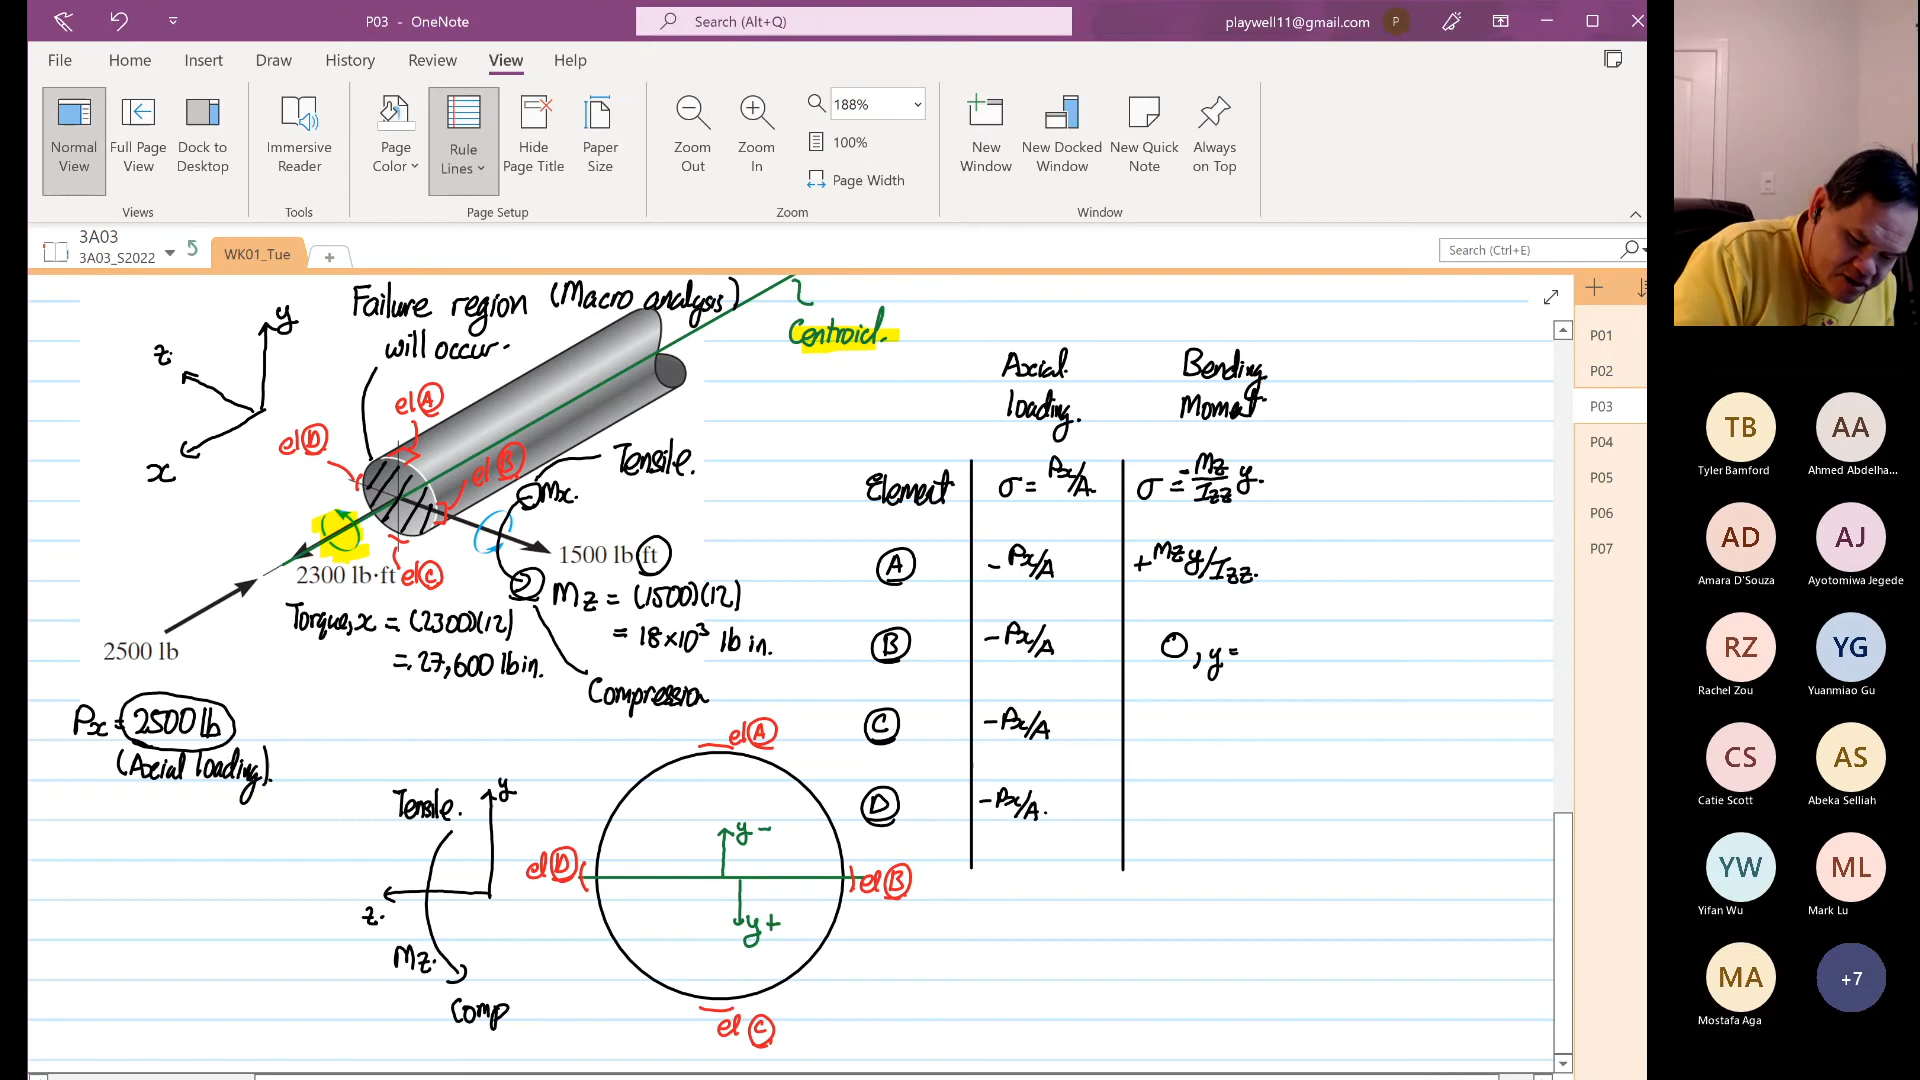 P03 - OneNote
Search (Alt+Q)
playwell11@gmail.com
P
File Home Insert Draw History Review View Help
Normal View
Full Page View
Dock to Desktop
Immersive Reader
Page Color
Rule Lines
Hide Page Title
Paper Size
Zoom Out
Zoom In
188%
100%
Page Width
New Window
New Docked Window
New Quick Note
Always on Top
Views
Tools
Page Setup
Zoom
Window
3A03
3A03_S2022
WK01_Tue
Search (Ctrl+E)
P01
P02
P03
P04
P05
P06
P07
Failure region (Macro analysis)
will occur.
Centroid.
y
z
x
el A
el D
el B
el C
Tensile.
Mx.
1500 lb·ft
2300 lb·ft
2500 lb
Torque,x = (2300)(12)
= 27,600 lb in.
Mz = (1500)(12)
= 18×10³ lb in.
Compression
Px = 2500 lb
(Axial loading).
Axial loading.
Bending Moment
Element
σ = Px/A
σ = -Mz/Izz y.
A
-Px/A
+Mzy/Izz.
B
-Px/A
0, y =
C
-Px/A
D
-Px/A.
Tensile.
y
z.
Mz.
Comp
el A
el D
el B
el C
y -
y +
TB
Tyler Bamford
AA
Ahmed Abdelha...
AD
Amara D'Souza
AJ
Ayotomiwa Jegede
RZ
Rachel Zou
YG
Yuanmiao Gu
CS
Catie Scott
AS
Abeka Selliah
YW
Yifan Wu
ML
Mark Lu
MA
Mostafa Aga
+7